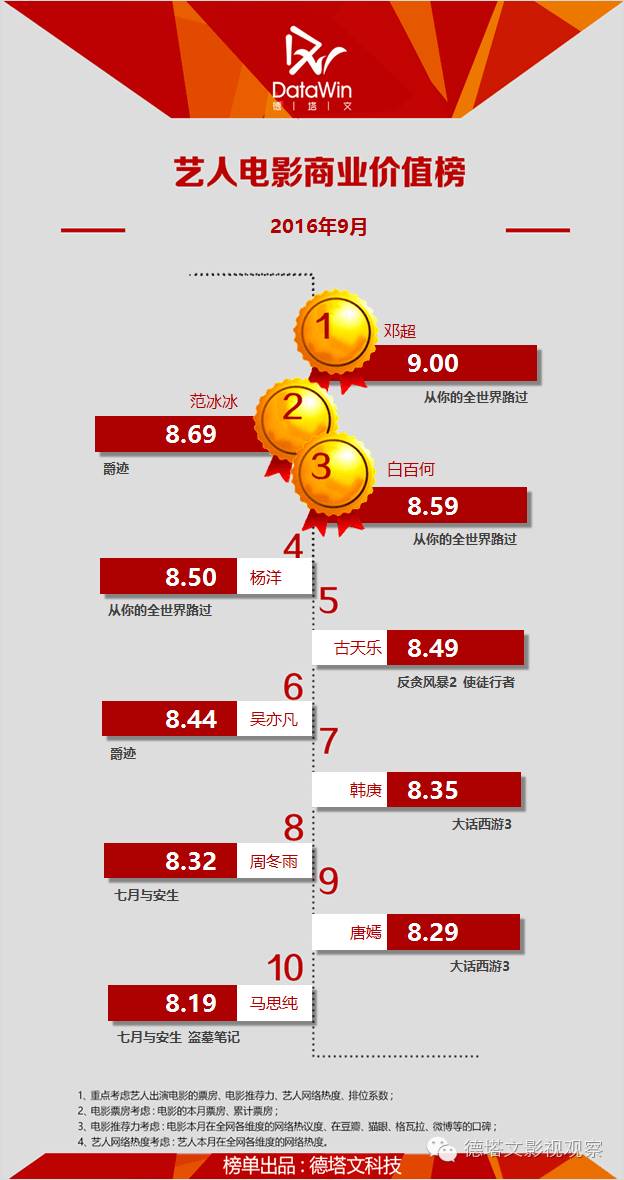 DataWin
德 | 塔 | 文
艺人电影商业价值榜
2016年9月
1
邓超
9.00
从你的全世界路过
2
范冰冰
8.69
爵迹
3
白百何
8.59
从你的全世界路过
4
8.50 杨洋
从你的全世界路过
5
古天乐 8.49
反贪风暴2 使徒行者
6
8.44 吴亦凡
爵迹
7
韩庚 8.35
大话西游3
8
8.32 周冬雨
七月与安生
9
唐嫣 8.29
大话西游3
10
8.19 马思纯
七月与安生 盗墓笔记
1、重点考虑艺人出演电影的票房、电影推荐力、艺人网络热度、排位系数；
2、电影票房考虑：电影的本月票房、累计票房；
3、电影推荐力考虑：电影本月在全网各维度的网络热议度、在豆瓣、猫眼、格瓦拉、微博等的口碑；
4、艺人网络热度考虑：艺人本月在全网各维度的网络热度。
德塔文影视观察
榜单出品：德塔文科技